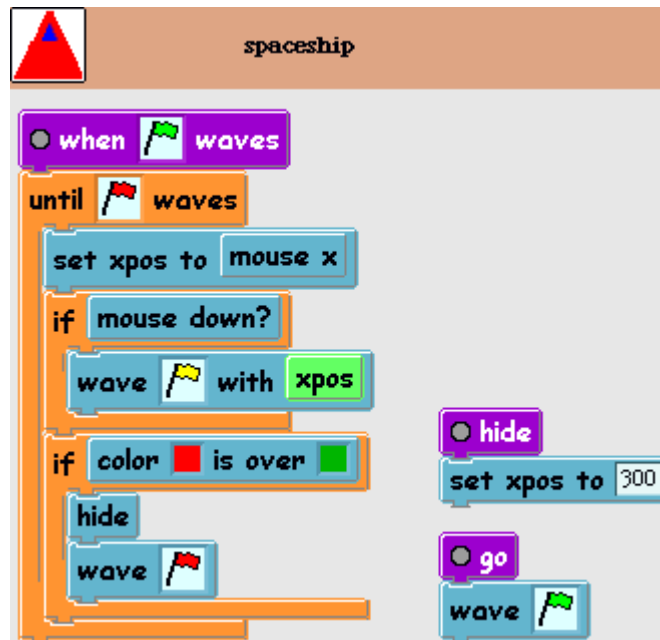 spaceship
when waves
until waves
set xpos to mouse x
if mouse down?
wave with xpos
if color is over
hide
wave
hide
set xpos to 300
go
wave